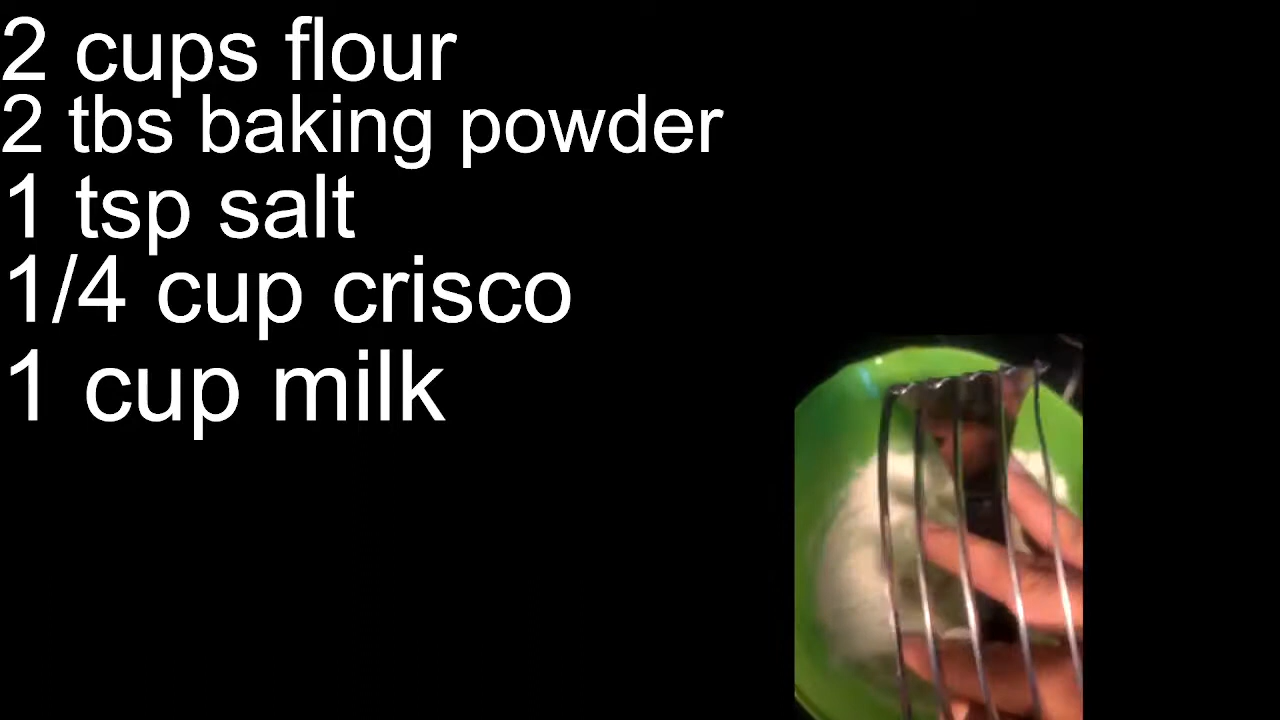 2 cups flour
2 tbs baking powder
1 tsp salt
1/4 cup crisco
1 cup milk